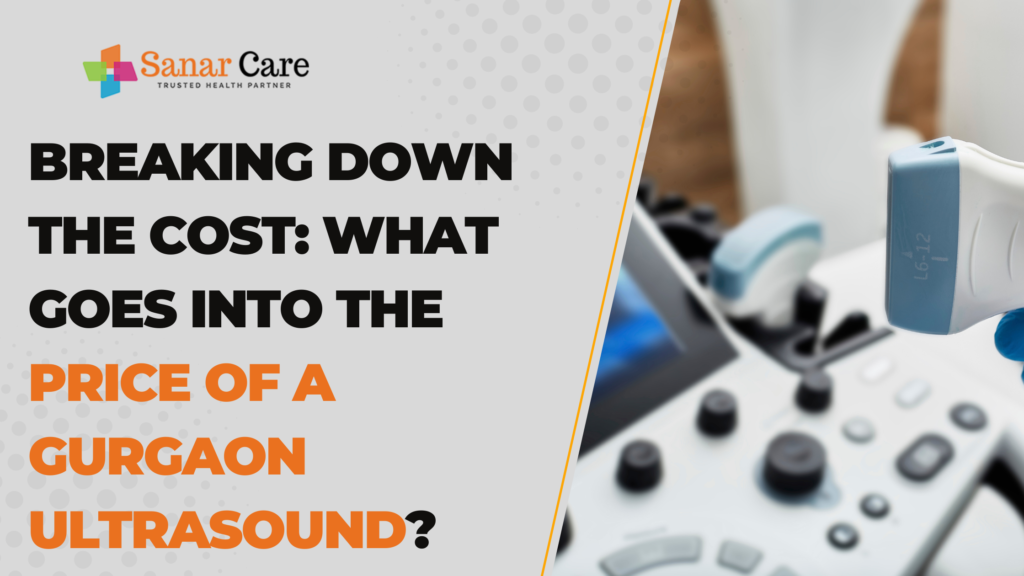 Sanar Care
TRUSTED HEALTH PARTNER
BREAKING DOWN
THE COST: WHAT
GOES INTO THE
PRICE OF A
GURGAON
ULTRASOUND?
L6-12